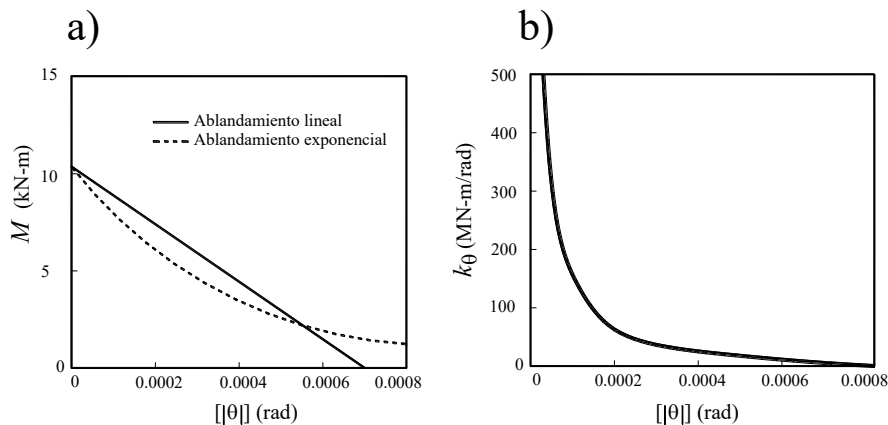 a)
15
10
5
0
M (kN-m)
Ablandamiento lineal
Ablandamiento exponencial
0 0.0002 0.0004 0.0006 0.0008
[|θ|] (rad)
b)
500
400
300
200
100
0
kθ (MN-m/rad)
0 0.0002 0.0004 0.0006 0.0008
[|θ|] (rad)